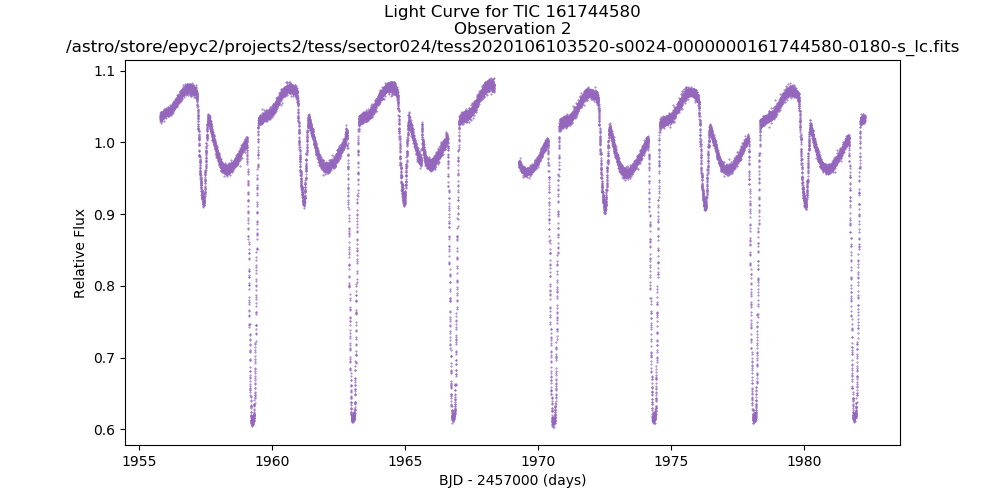 Light Curve for TIC 161744580
Observation 2
/astro/store/epyc2/projects2/tess/sector024/tess2020106103520-s0024-0000000161744580-0180-s_lc.fits
1.1
1.0
0.9
0.8
0.7
0.6
Relative Flux
1955
1960
1965
1970
1975
1980
BJD - 2457000 (days)